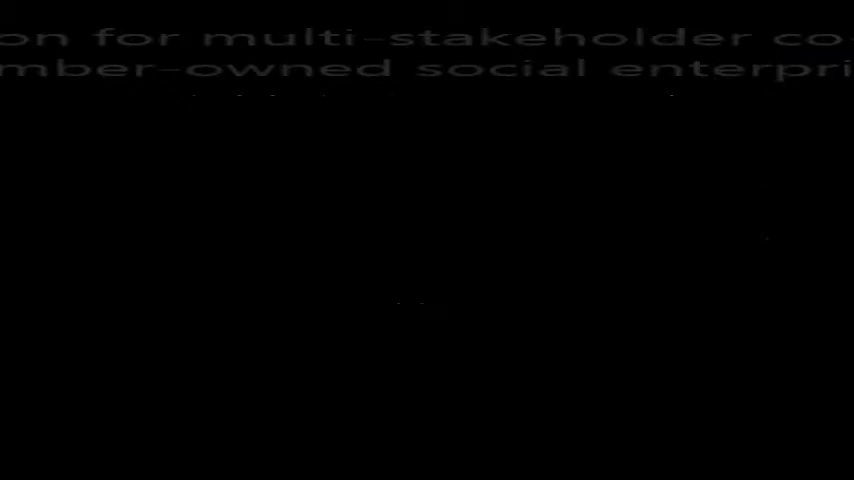 on for multi-stakeholder co-
mber-owned social enterpri